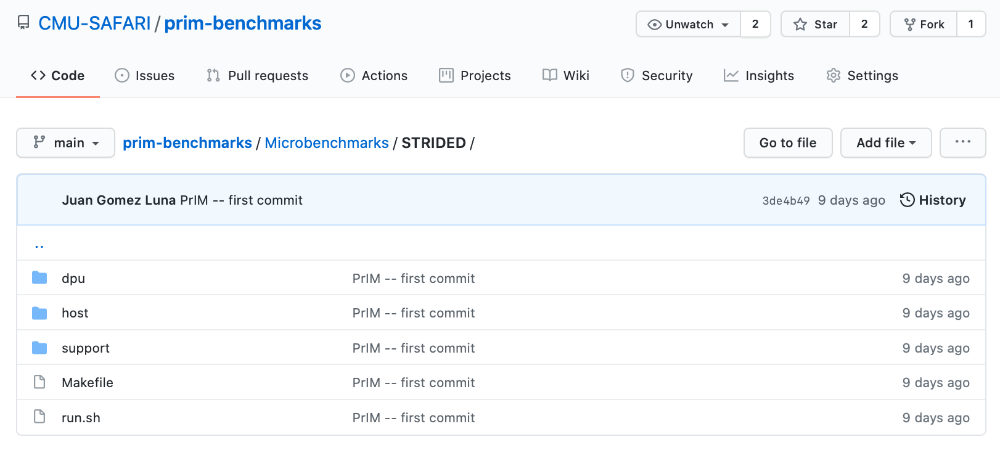 CMU-SAFARI / prim-benchmarks
Unwatch 2 Star 2 Fork 1
Code Issues Pull requests Actions Projects Wiki Security Insights Settings
main prim-benchmarks / Microbenchmarks / STRIDED / Go to file Add file ...
Juan Gomez Luna PrIM -- first commit 3de4b49 9 days ago History
..
dpu PrIM -- first commit 9 days ago
host PrIM -- first commit 9 days ago
support PrIM -- first commit 9 days ago
Makefile PrIM -- first commit 9 days ago
run.sh PrIM -- first commit 9 days ago